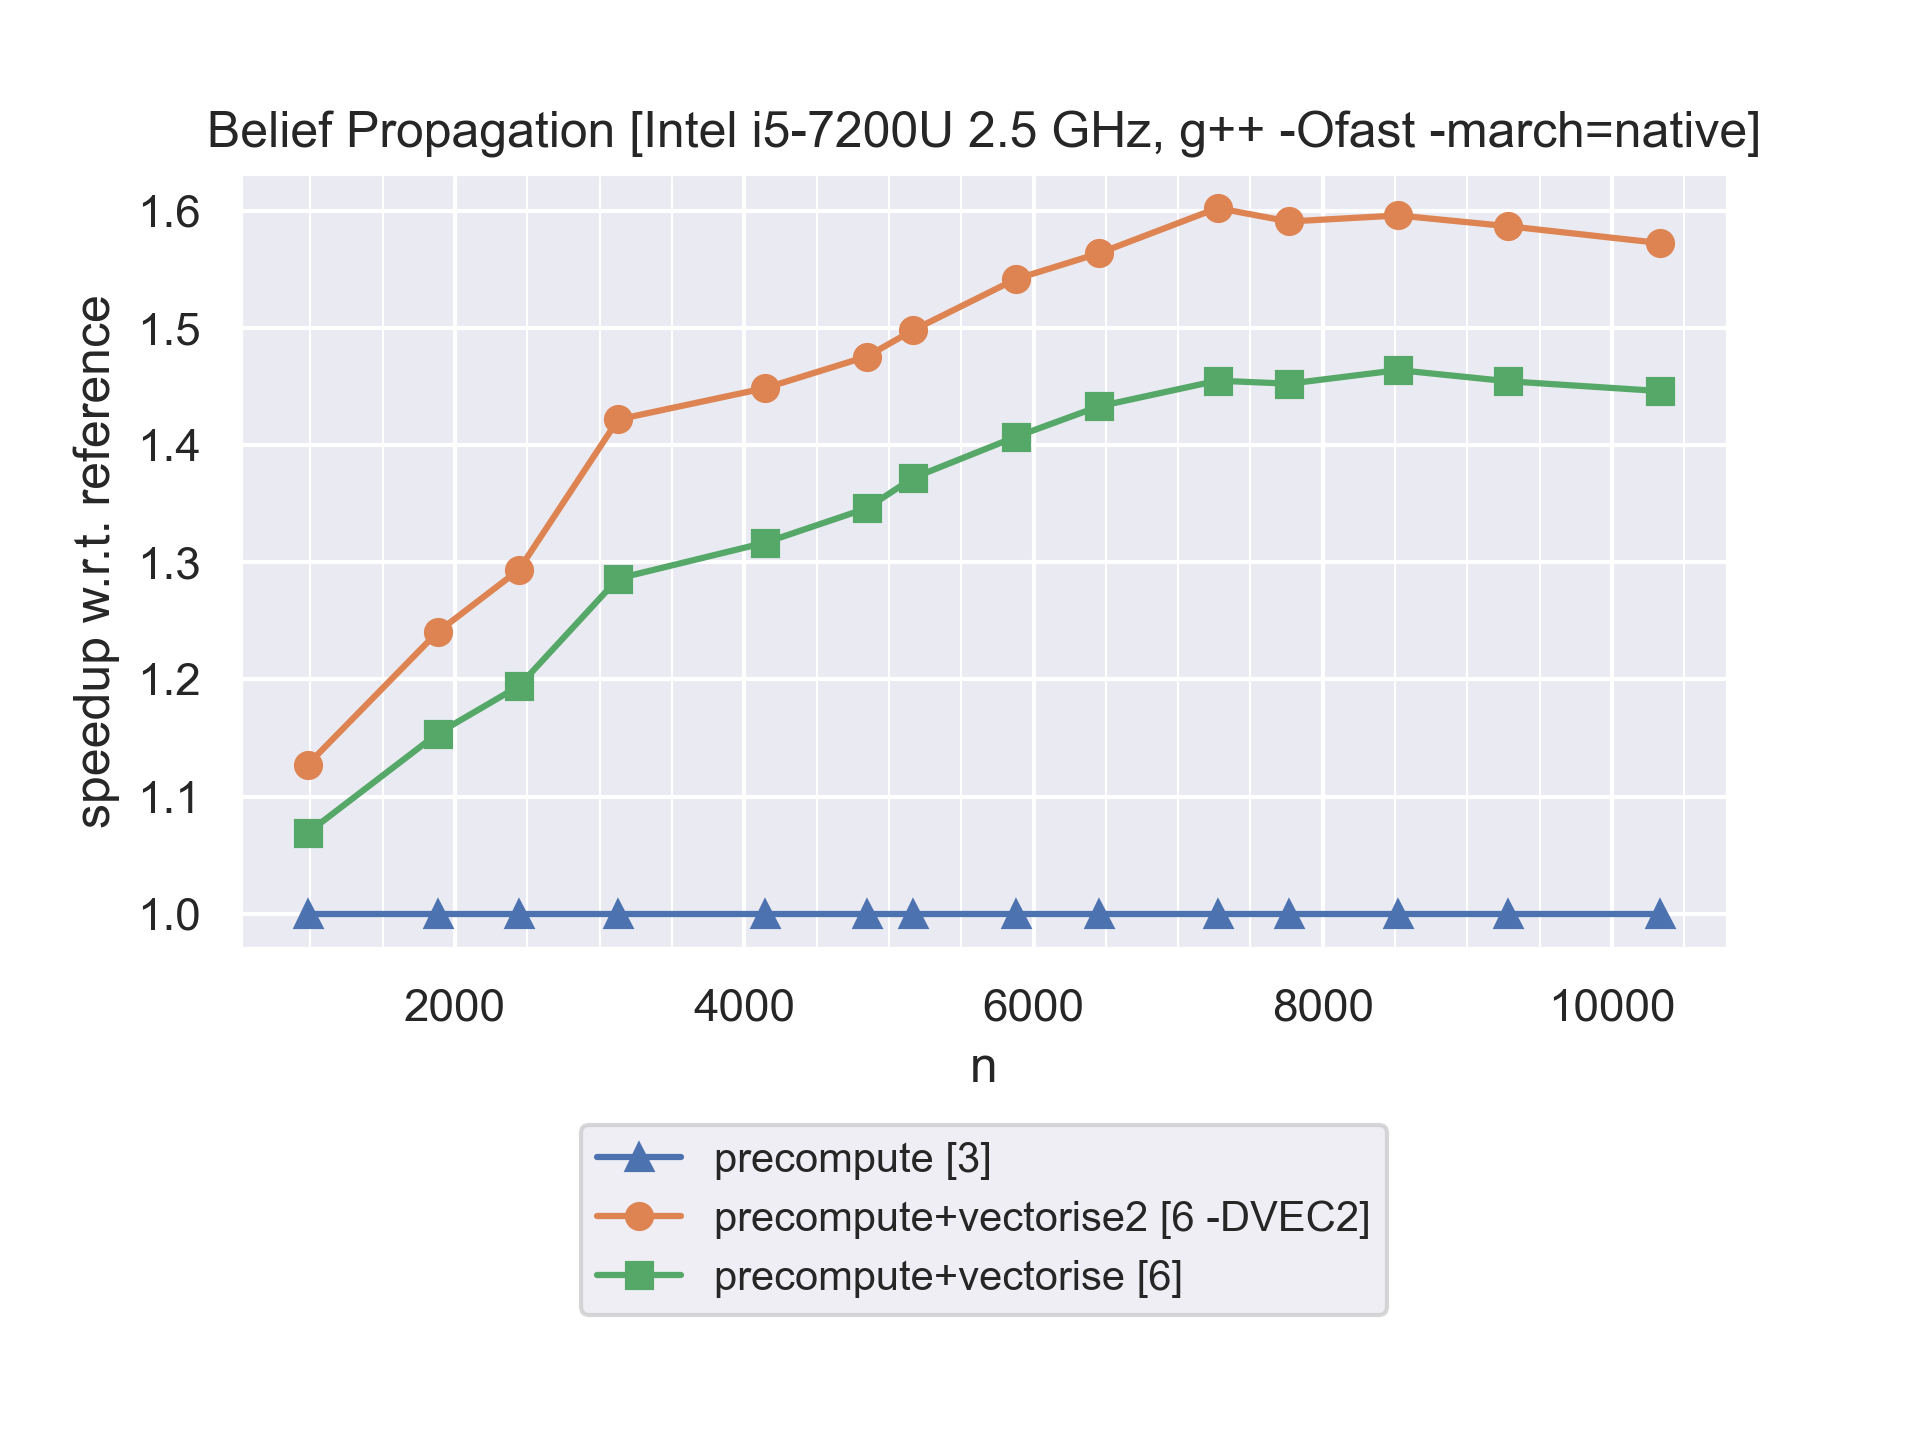 Belief Propagation [Intel i5-7200U 2.5 GHz, g++ -Ofast -march=native]
1.6
1.5
1.4
1.3
1.2
1.1
1.0
speedup w.r.t. reference
2000 4000 6000 8000 10000
n
precompute [3]
precompute+vectorise2 [6 -DVEC2]
precompute+vectorise [6]